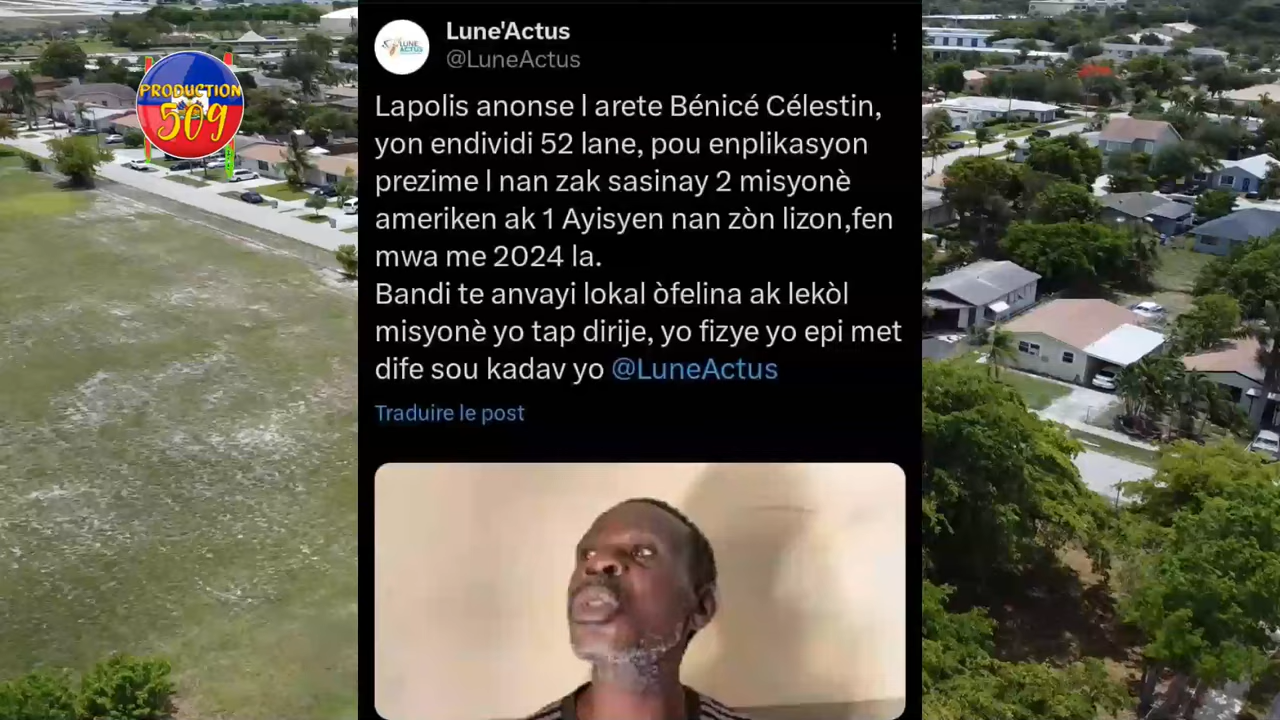 PRODUCTION
509
LUNE
ACTUS
Lune'Actus
@LuneActus
Lapolis anonse l arete Bénicé Célestin,
yon endividi 52 lane, pou enplikasyon
prezime l nan zak sasinay 2 misyonè
ameriken ak 1 Ayisyen nan zòn lizon,fen
mwa me 2024 la.
Bandi te anvayi lokal òfelina ak lekòl
misyonè yo tap dirije, yo fizye yo epi met
dife sou kadav yo @LuneActus
Traduire le post